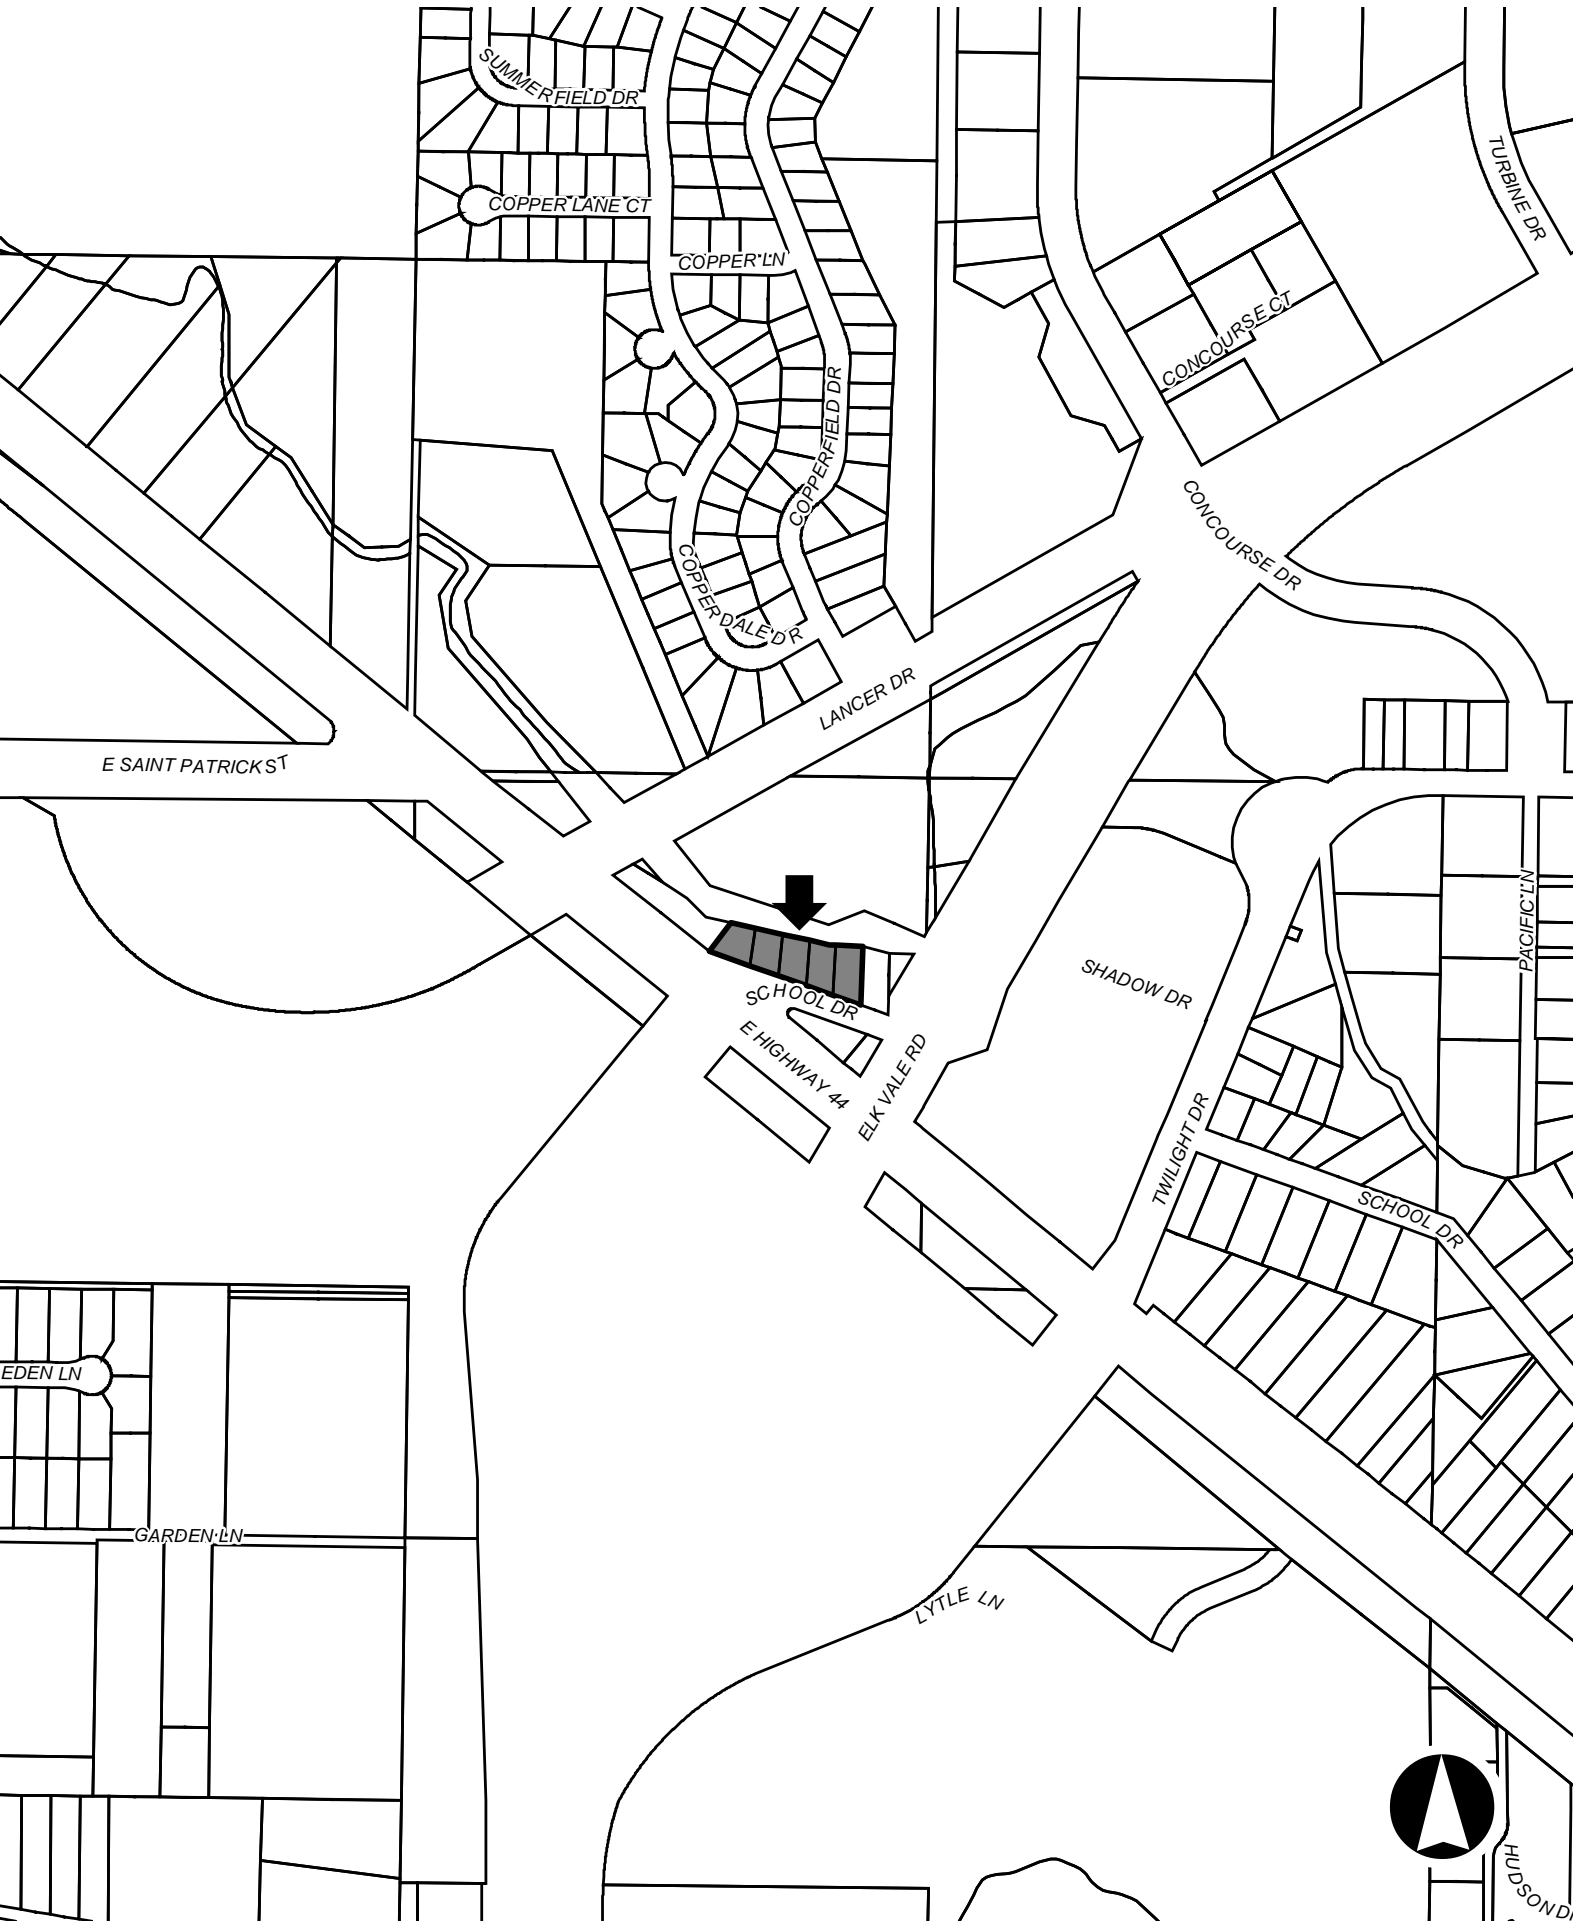 SUMMERFIELD DR
TURBINE DR
COPPER LANE CT
COPPER LN
CONCOURSE CT
COPPERFIELD DR
CONCOURSE DR
COPPERDALE DR
LANCER DR
E SAINT PATRICK ST
PACIFIC LN
SHADOW DR
SCHOOL DR
E HIGHWAY 44
ELK VALE RD
TWILIGHT DR
SCHOOL DR
EDEN LN
GARDEN LN
LYTLE LN
HUDSON DR